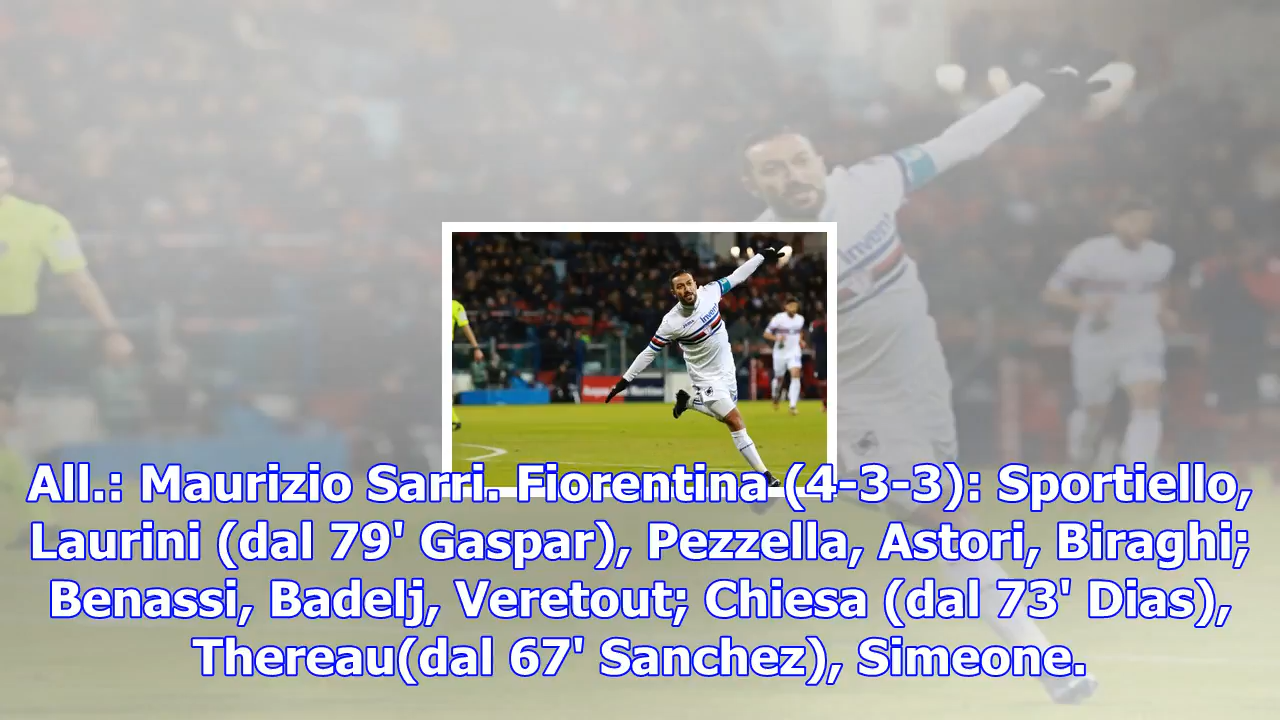 invent
All.: Maurizio Sarri. Fiorentina (4-3-3): Sportiello,
Laurini (dal 79' Gaspar), Pezzella, Astori, Biraghi;
Benassi, Badelj, Veretout; Chiesa (dal 73' Dias),
Thereau(dal 67' Sanchez), Simeone.